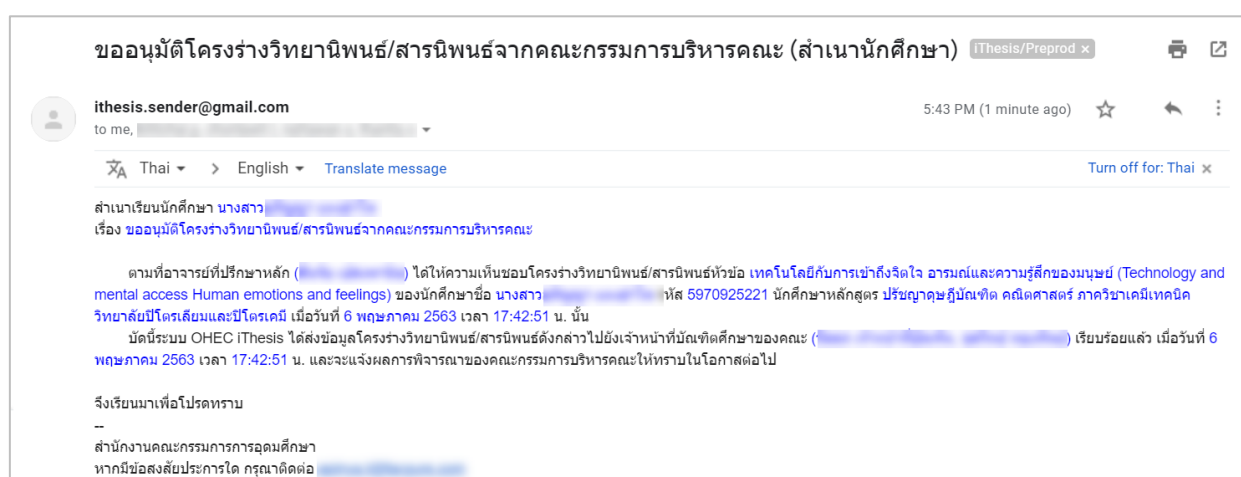 ขออนุมัติโครงร่างวิทยานิพนธ์/สารนิพนธ์จากคณะกรรมการบริหารคณะ (สำเนานักศึกษา) iThesis/Preprod ×
ithesis.sender@gmail.com 5:43 PM (1 minute ago)
to me,
Thai > English Translate message Turn off for: Thai ×
สำเนาเรียนนักศึกษา นางสาว
เรื่อง ขออนุมัติโครงร่างวิทยานิพนธ์/สารนิพนธ์จากคณะกรรมการบริหารคณะ
ตามที่อาจารย์ที่ปรึกษาหลัก ( ) ได้ให้ความเห็นชอบโครงร่างวิทยานิพนธ์/สารนิพนธ์หัวข้อ เทคโนโลยีกับการเข้าถึงจิตใจ อารมณ์และความรู้สึกของมนุษย์ (Technology and
mental access Human emotions and feelings) ของนักศึกษาชื่อ นางสาว หัส 5970925221 นักศึกษาหลักสูตร ปรัชญาดุษฎีบัณฑิต คณิตศาสตร์ ภาควิชาเคมีเทคนิค
วิทยาลัยปิโตรเลียมและปิโตรเคมี เมื่อวันที่ 6 พฤษภาคม 2563 เวลา 17:42:51 น. นั้น
บัดนี้ระบบ OHEC iThesis ได้ส่งข้อมูลโครงร่างวิทยานิพนธ์/สารนิพนธ์ดังกล่าวไปยังเจ้าหน้าที่บัณฑิตศึกษาของคณะ ( ) เรียบร้อยแล้ว เมื่อวันที่ 6
พฤษภาคม 2563 เวลา 17:42:51 น. และจะแจ้งผลการพิจารณาของคณะกรรมการบริหารคณะให้ทราบในโอกาสต่อไป
จึงเรียนมาเพื่อโปรดทราบ
--
สำนักงานคณะกรรมการการอุดมศึกษา
หากมีข้อสงสัยประการใด กรุณาติดต่อ